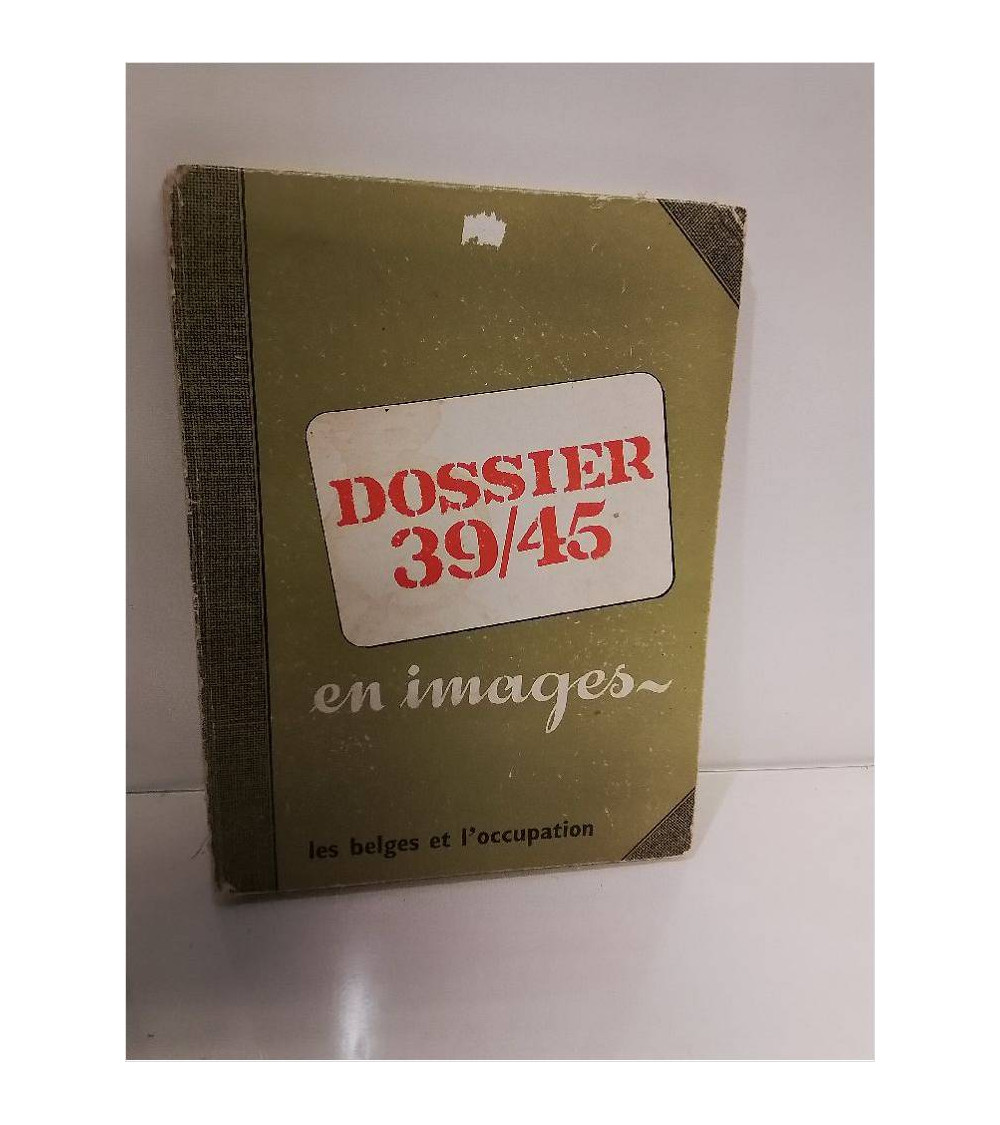 DOSSIER
39/45
en images~
les belges et l'occupation